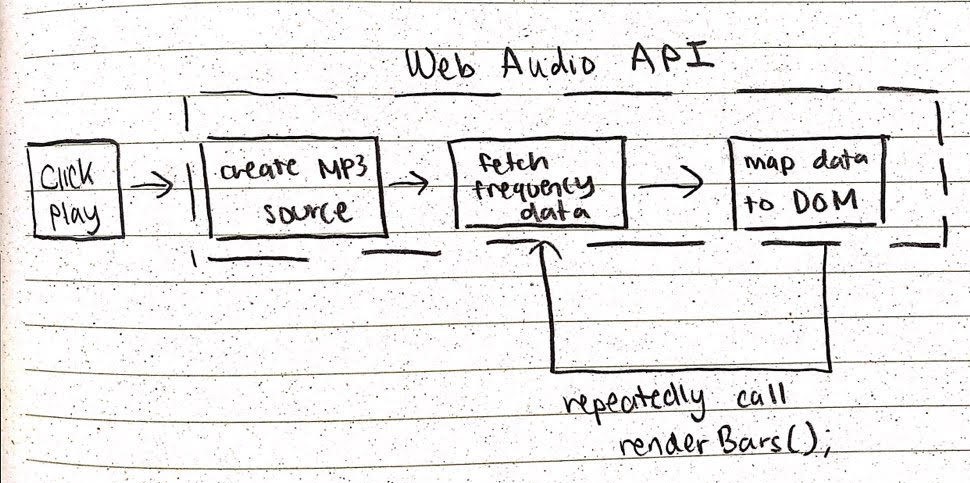 Web Audio API
Click
play
create MP3
source
fetch
frequency
data
map data
to DOM
repeatedly call
renderBars();